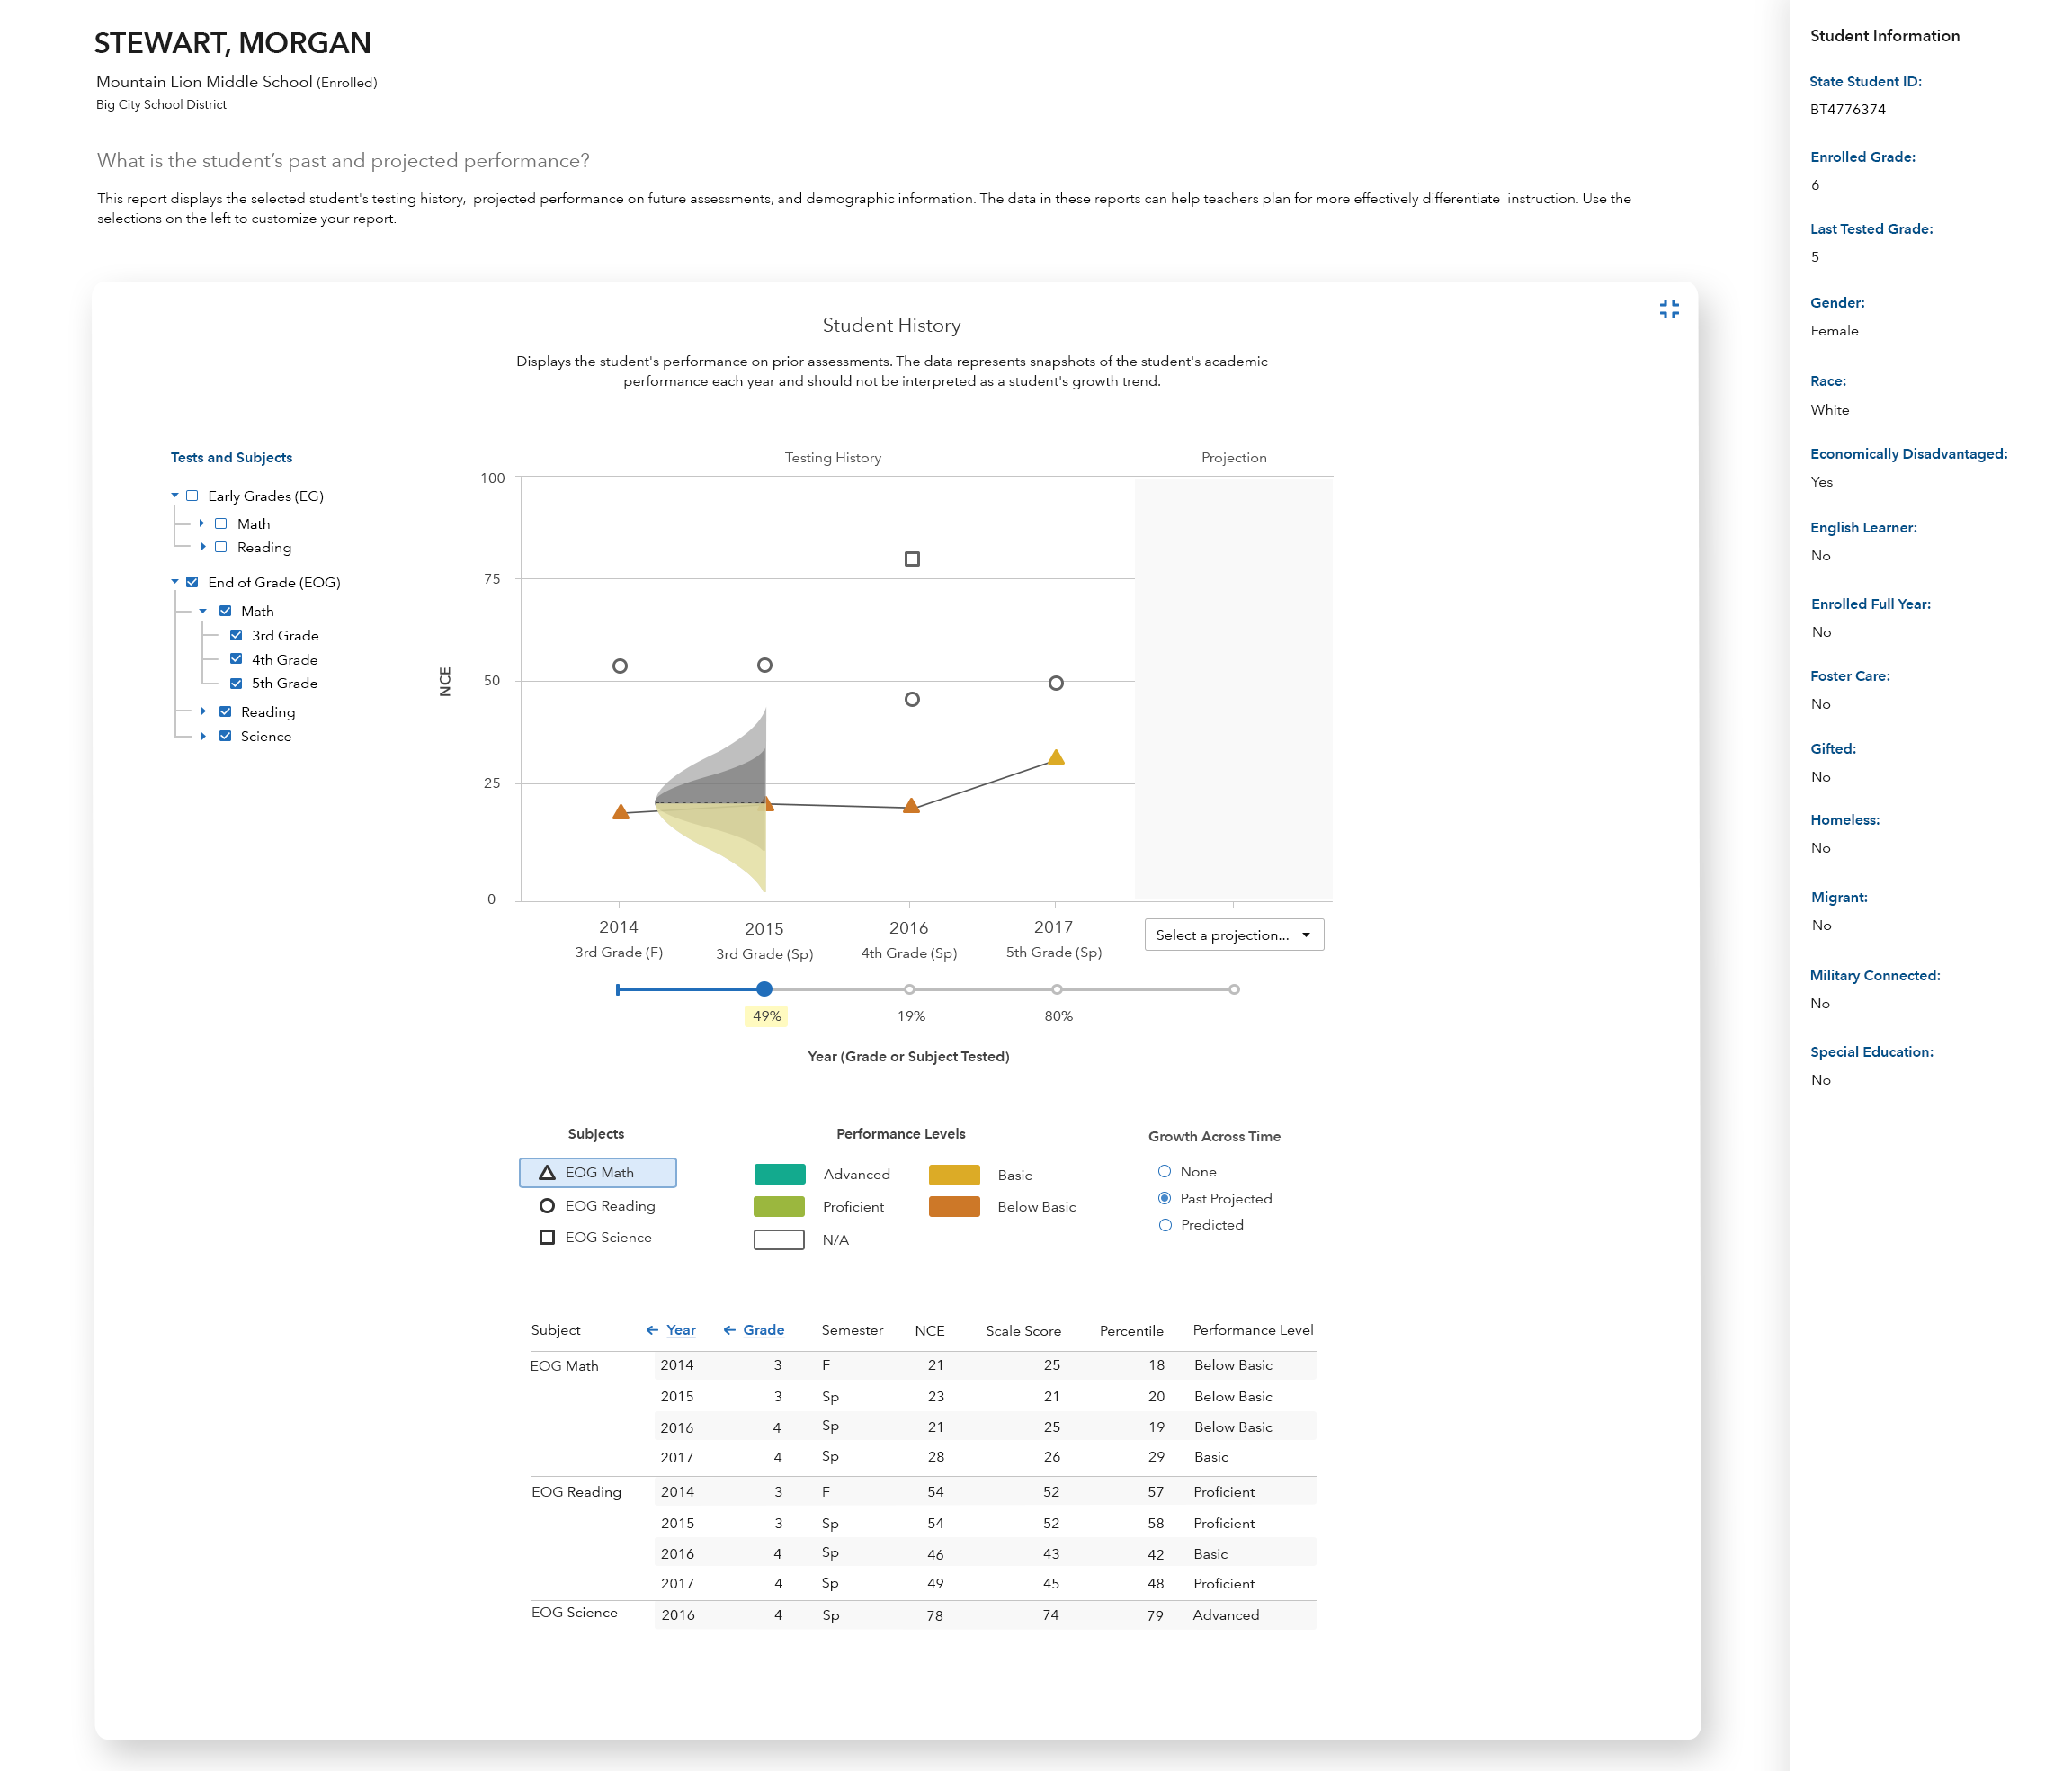 STEWART, MORGAN
Mountain Lion Middle School (Enrolled)
Big City School District
What is the student’s past and projected performance?
This report displays the selected student's testing history,  projected performance on future assessments, and demographic information. The data in these reports can help teachers plan for more effectively differentiate  instruction. Use the
selections on the left to customize your report.
Student History
Displays the student's performance on prior assessments. The data represents snapshots of the student's academic
performance each year and should not be interpreted as a student's growth trend.
Tests and Subjects
Early Grades (EG)
Math
Reading
End of Grade (EOG)
Math
3rd Grade
4th Grade
5th Grade
Reading
Science
Testing History
Projection
100
75
50
25
0
NCE
2014 2015 2016 2017
3rd Grade (F) 3rd Grade (Sp) 4th Grade (Sp) 5th Grade (Sp)
Select a projection...
49% 19% 80%
Year (Grade or Subject Tested)
Subjects
EOG Math
EOG Reading
EOG Science
Performance Levels
Advanced Basic
Proficient Below Basic
N/A
Growth Across Time
None
Past Projected
Predicted
Subject Year Grade Semester NCE Scale Score Percentile Performance Level
EOG Math 2014 3 F 21 25 18 Below Basic
2015 3 Sp 23 21 20 Below Basic
2016 4 Sp 21 25 19 Below Basic
2017 4 Sp 28 26 29 Basic
EOG Reading 2014 3 F 54 52 57 Proficient
2015 3 Sp 54 52 58 Proficient
2016 4 Sp 46 43 42 Basic
2017 4 Sp 49 45 48 Proficient
EOG Science 2016 4 Sp 78 74 79 Advanced
Student Information
State Student ID:
BT4776374
Enrolled Grade:
6
Last Tested Grade:
5
Gender:
Female
Race:
White
Economically Disadvantaged:
Yes
English Learner:
No
Enrolled Full Year:
No
Foster Care:
No
Gifted:
No
Homeless:
No
Migrant:
No
Military Connected:
No
Special Education:
No